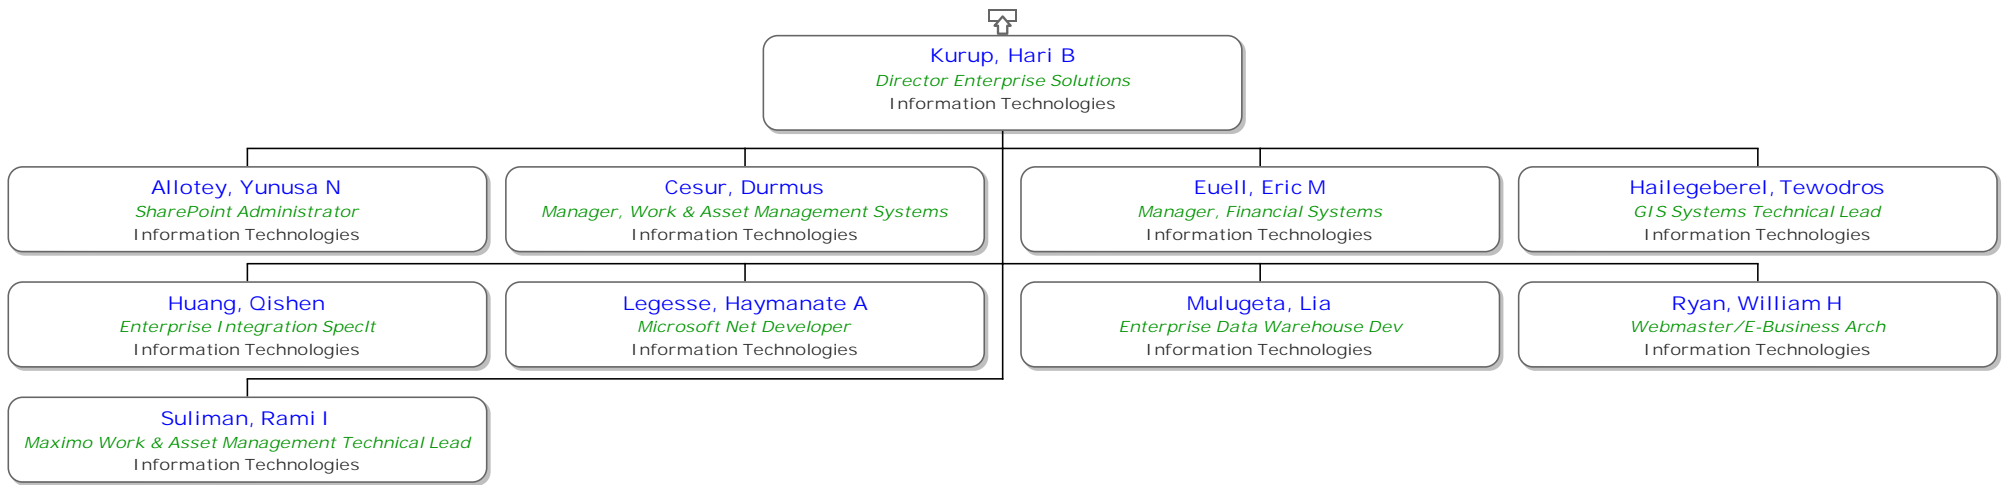 Kurup, Hari B
Director Enterprise Solutions
Information Technologies
Allotey, Yunusa N
SharePoint Administrator
Information Technologies
Cesur, Durmus
Manager, Work & Asset Management Systems
Information Technologies
Euell, Eric M
Manager, Financial Systems
Information Technologies
Hailegeberel, Tewodros
GIS Systems Technical Lead
Information Technologies
Huang, Qishen
Enterprise Integration Speclt
Information Technologies
Legesse, Haymanate A
Microsoft Net Developer
Information Technologies
Mulugeta, Lia
Enterprise Data Warehouse Dev
Information Technologies
Ryan, William H
Webmaster/E-Business Arch
Information Technologies
Suliman, Rami I
Maximo Work & Asset Management Technical Lead
Information Technologies